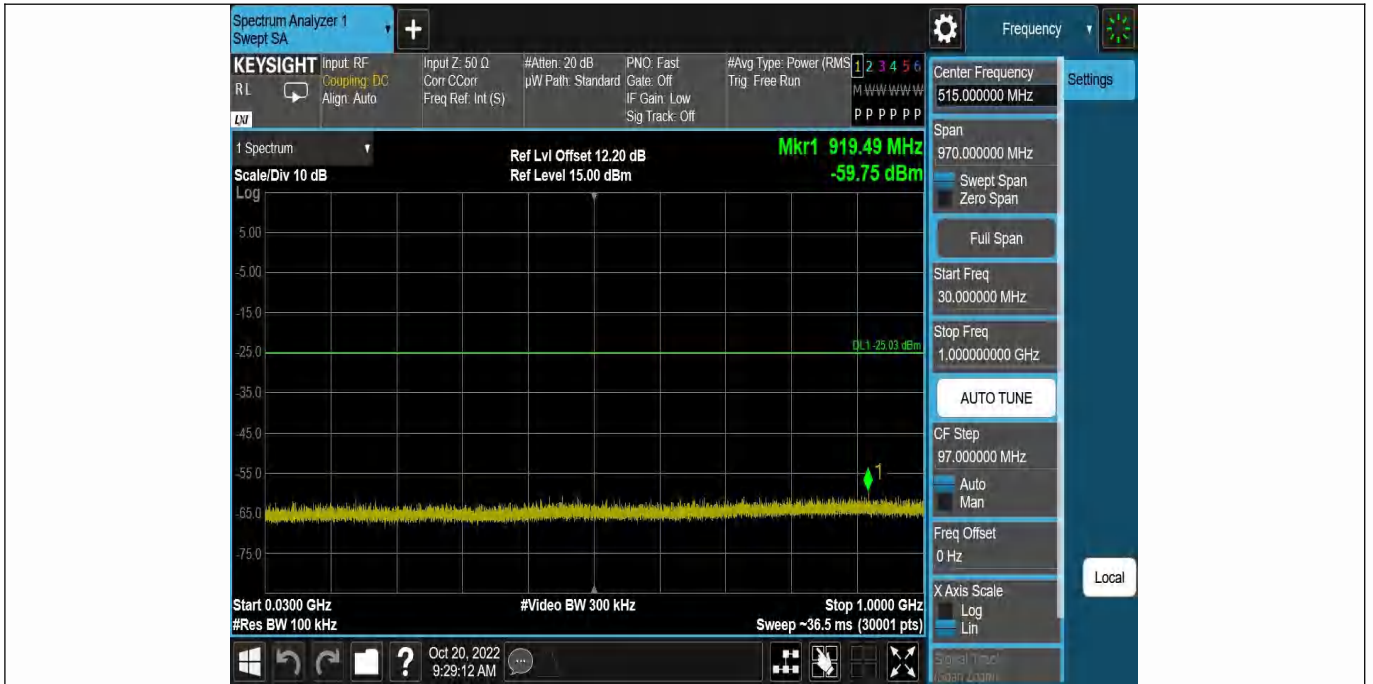 Spectrum Analyzer 1
Swept SA
+
Frequency
KEYSIGHT
RL
LXI
Input: RF
Coupling: DC
Align: Auto
Input Z: 50 Ω
Corr CCorr
Freq Ref: Int (S)
#Atten: 20 dB
µW Path: Standard
PNO: Fast
Gate: Off
IF Gain: Low
Sig Track: Off
#Avg Type: Power (RMS
Trig: Free Run
1 2 3 4 5 6
M W W W W W
P P P P P P
Center Frequency
515.000000 MHz
Settings
1 Spectrum
Scale/Div 10 dB
Ref Lvl Offset 12.20 dB
Ref Level 15.00 dBm
Mkr1 919.49 MHz
-59.75 dBm
Log
5.00
-5.00
-15.0
-25.0
-35.0
-45.0
-55.0
-65.0
-75.0
DL1 -25.03 dBm
1
Start 0.0300 GHz
#Res BW 100 kHz
#Video BW 300 kHz
Stop 1.0000 GHz
Sweep ~36.5 ms (30001 pts)
Span
970.000000 MHz
Swept Span
Zero Span
Full Span
Start Freq
30.000000 MHz
Stop Freq
1.000000000 GHz
AUTO TUNE
CF Step
97.000000 MHz
Auto
Man
Freq Offset
0 Hz
X Axis Scale
Log
Lin
Signal Track
(Span Zoom)
Local
?
Oct 20, 2022
9:29:12 AM